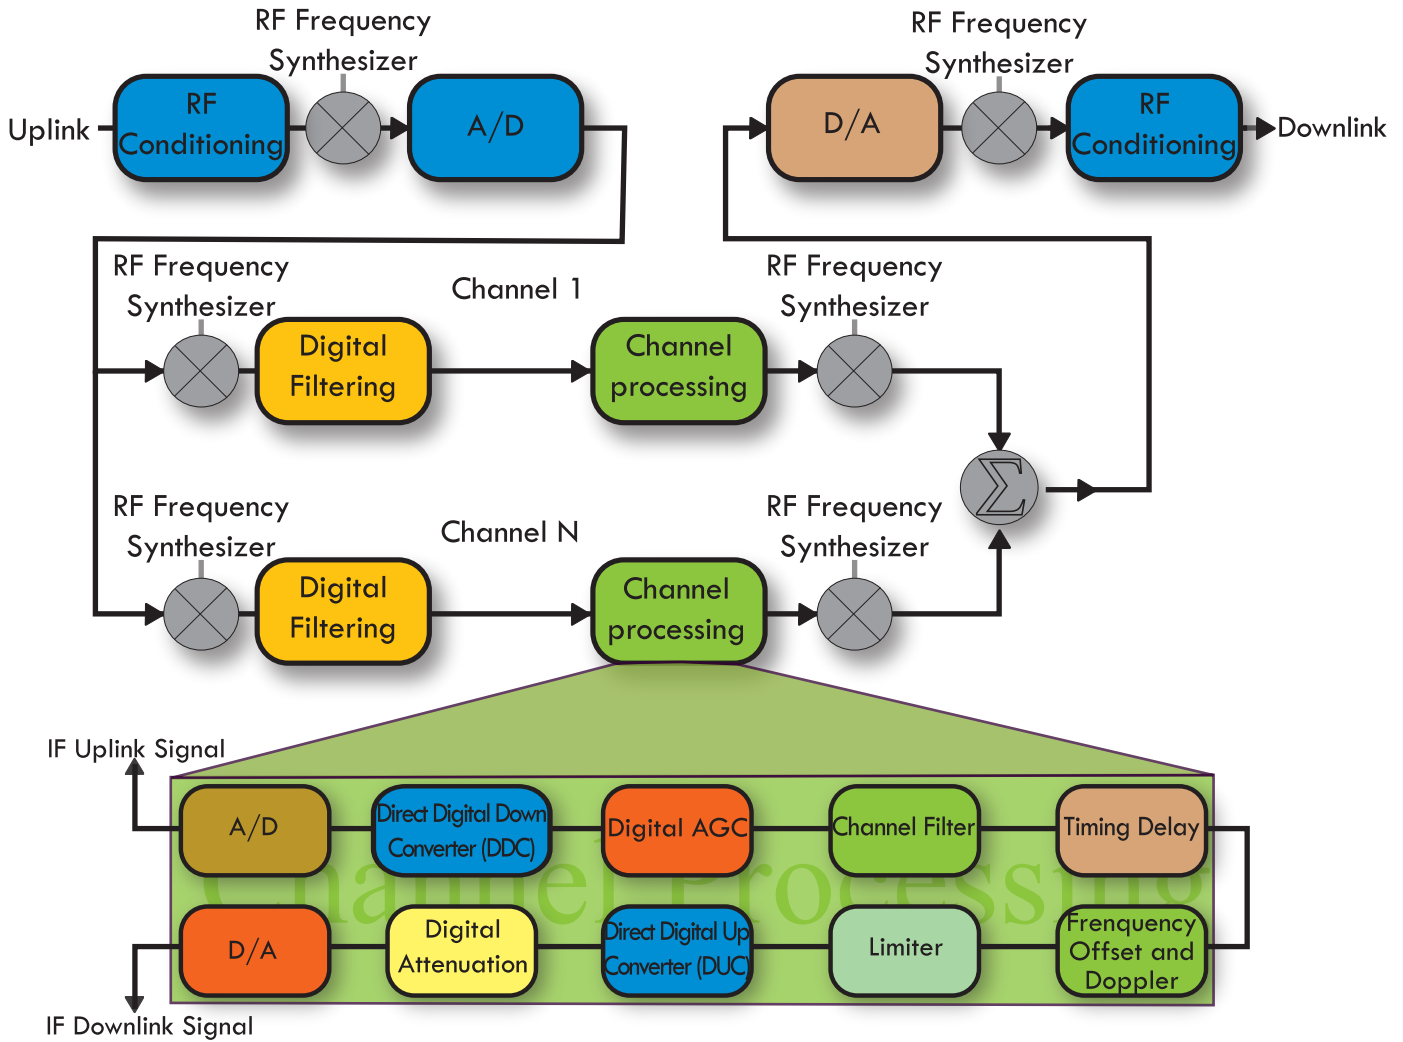 RF Frequency
Synthesizer
RF Frequency
Synthesizer
Uplink
RF
Conditioning
A/D
D/A
RF
Conditioning
Downlink
RF Frequency
Synthesizer
Channel 1
RF Frequency
Synthesizer
Digital
Filtering
Channel
processing
Σ
RF Frequency
Synthesizer
Channel N
RF Frequency
Synthesizer
Digital
Filtering
Channel
processing
IF Uplink Signal
A/D
Direct Digital Down
Converter (DDC)
Digital AGC
Channel Filter
Timing Delay
Channel Processing
D/A
Digital
Attenuation
Direct Digital Up
Converter (DUC)
Limiter
Frenquency
Offset and
Doppler
IF Downlink Signal